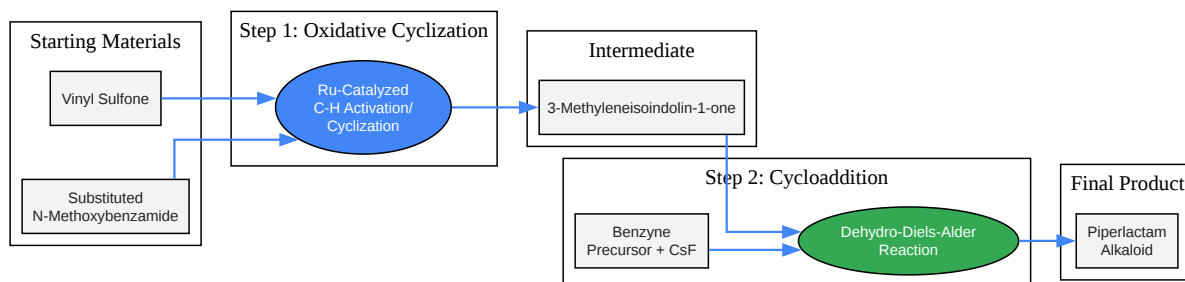 Starting Materials
Vinyl Sulfone
Substituted
N-Methoxybenzamide
Step 1: Oxidative Cyclization
Ru-Catalyzed
C-H Activation/
Cyclization
Intermediate
3-Methyleneisoindolin-1-one
Step 2: Cycloaddition
Benzyne
Precursor + CsF
Dehydro-Diels-Alder
Reaction
Final Product
Piperlactam
Alkaloid